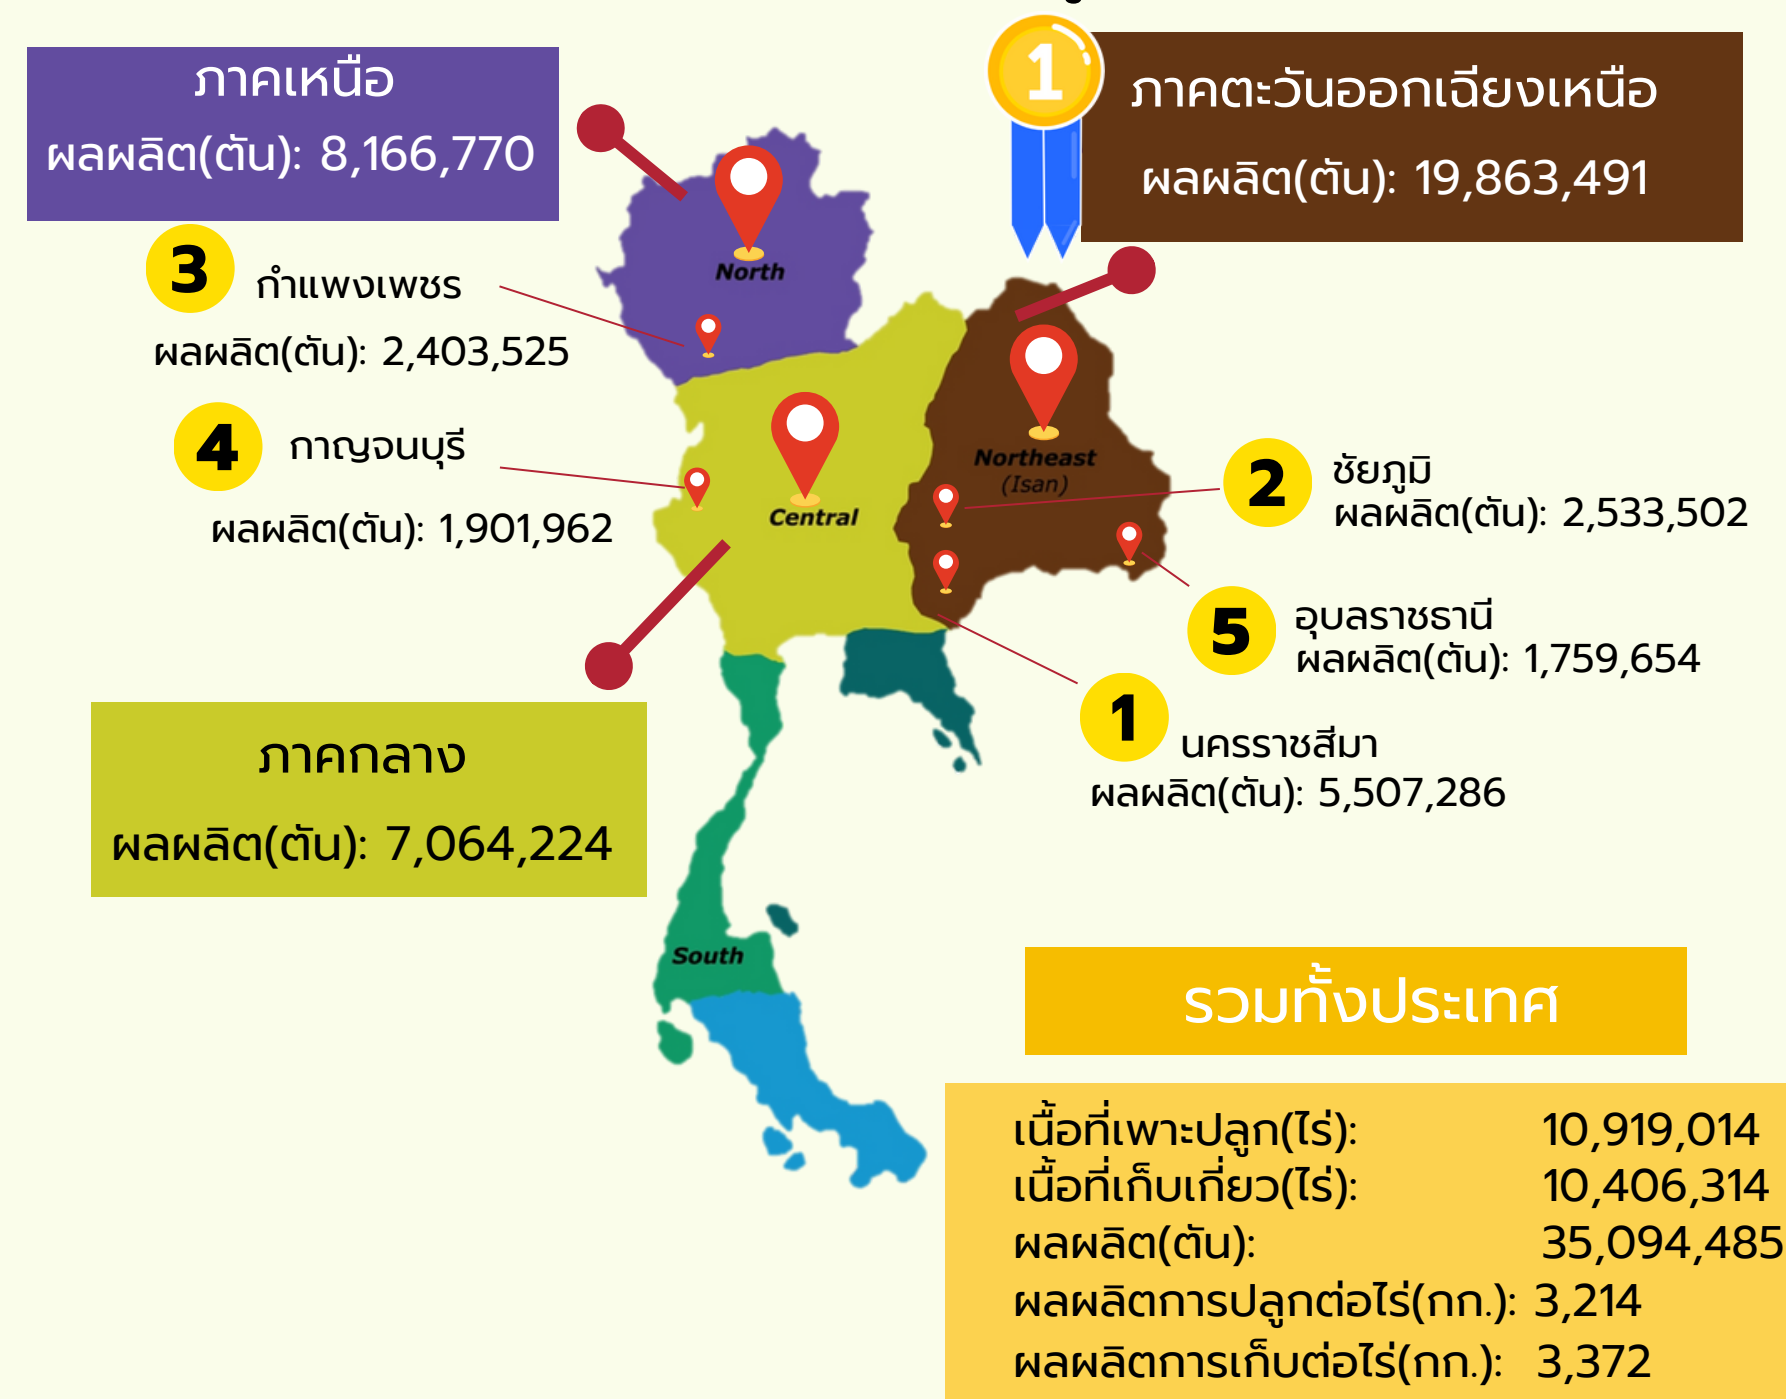 ภาคเหนือ
ผลผลิต(ตัน): 8,166,770
1
ภาคตะวันออกเฉียงเหนือ
ผลผลิต(ตัน): 19,863,491
3
กำแพงเพชร
ผลผลิต(ตัน): 2,403,525
4
กาญจนบุรี
ผลผลิต(ตัน): 1,901,962
North
Northeast
(Isan)
Central
2
ชัยภูมิ
ผลผลิต(ตัน): 2,533,502
5
อุบลราชธานี
ผลผลิต(ตัน): 1,759,654
1
นครราชสีมา
ผลผลิต(ตัน): 5,507,286
ภาคกลาง
ผลผลิต(ตัน): 7,064,224
South
รวมทั้งประเทศ
เนื้อที่เพาะปลูก(ไร่): 10,919,014
เนื้อที่เก็บเกี่ยว(ไร่): 10,406,314
ผลผลิต(ตัน): 35,094,485
ผลผลิตการปลูกต่อไร่(กก.): 3,214
ผลผลิตการเก็บต่อไร่(กก.): 3,372